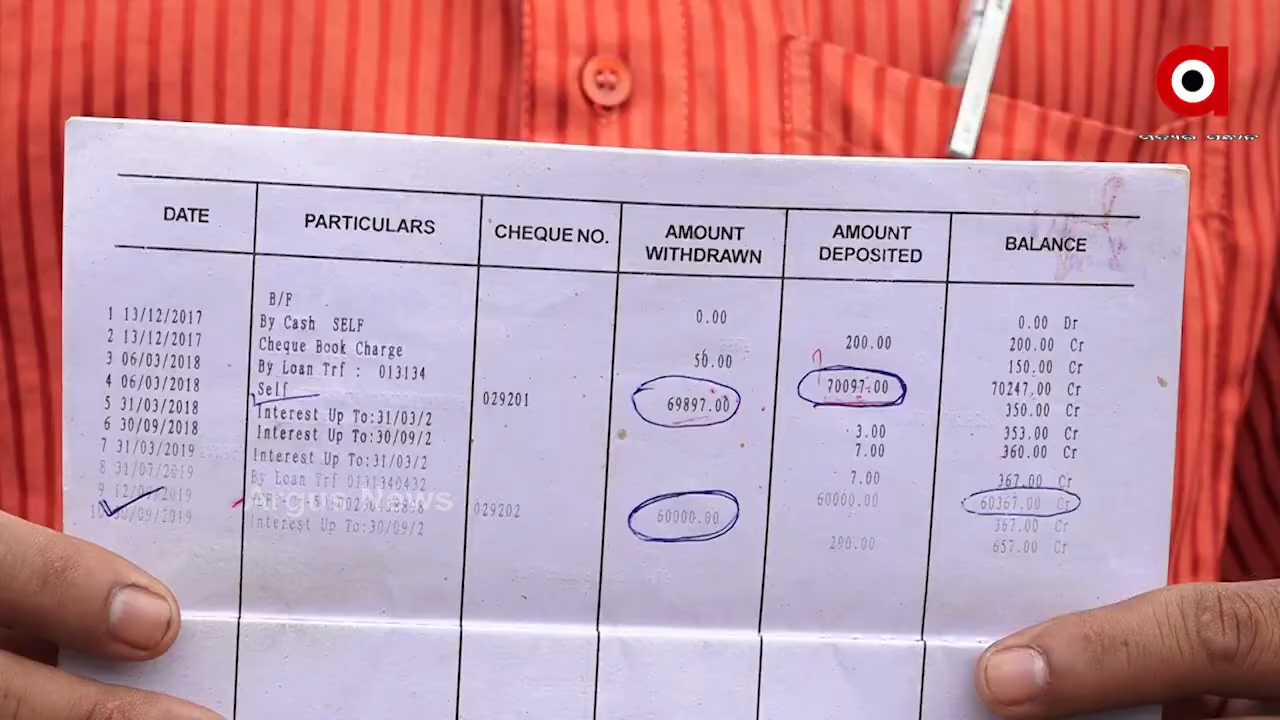 DATE PARTICULARS CHEQUE NO. AMOUNT WITHDRAWN AMOUNT DEPOSITED BALANCE
B/F 0.00 0.00 Dr
1 13/12/2017 By Cash SELF 200.00 200.00 Cr
2 13/12/2017 Cheque Book Charge 50.00 150.00 Cr
3 06/03/2018 By Loan Trf : 013134 70097.00 70247.00 Cr
4 06/03/2018 Self 029201 69897.00 350.00 Cr
5 31/03/2018 Interest Up To:31/03/2 3.00 353.00 Cr
6 30/09/2018 Interest Up To:30/09/2 7.00 360.00 Cr
7 31/03/2019 Interest Up To:31/03/2 7.00 367.00 Cr
8 31/07/2019 By Loan Trf 0131340432 60000.00 60367.00 Cr
9 029202 60000.00 367.00 Cr
10 30/09/2019 Interest Up To:30/09/2 290.00 657.00 Cr
Argus News